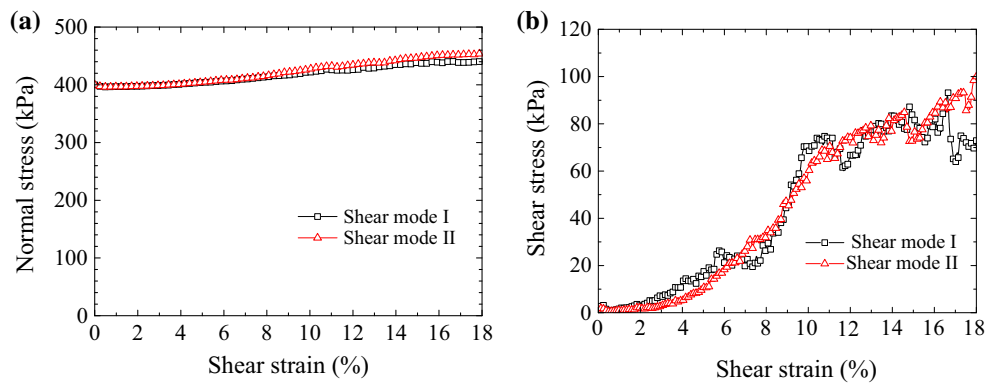 (a)
500
400
300
200
100
0
Normal stress (kPa)
Shear mode I
Shear mode II
0 2 4 6 8 10 12 14 16 18
Shear strain (%)
(b)
120
100
80
60
40
20
0
Shear stress (kPa)
Shear mode I
Shear mode II
0 2 4 6 8 10 12 14 16 18
Shear strain (%)